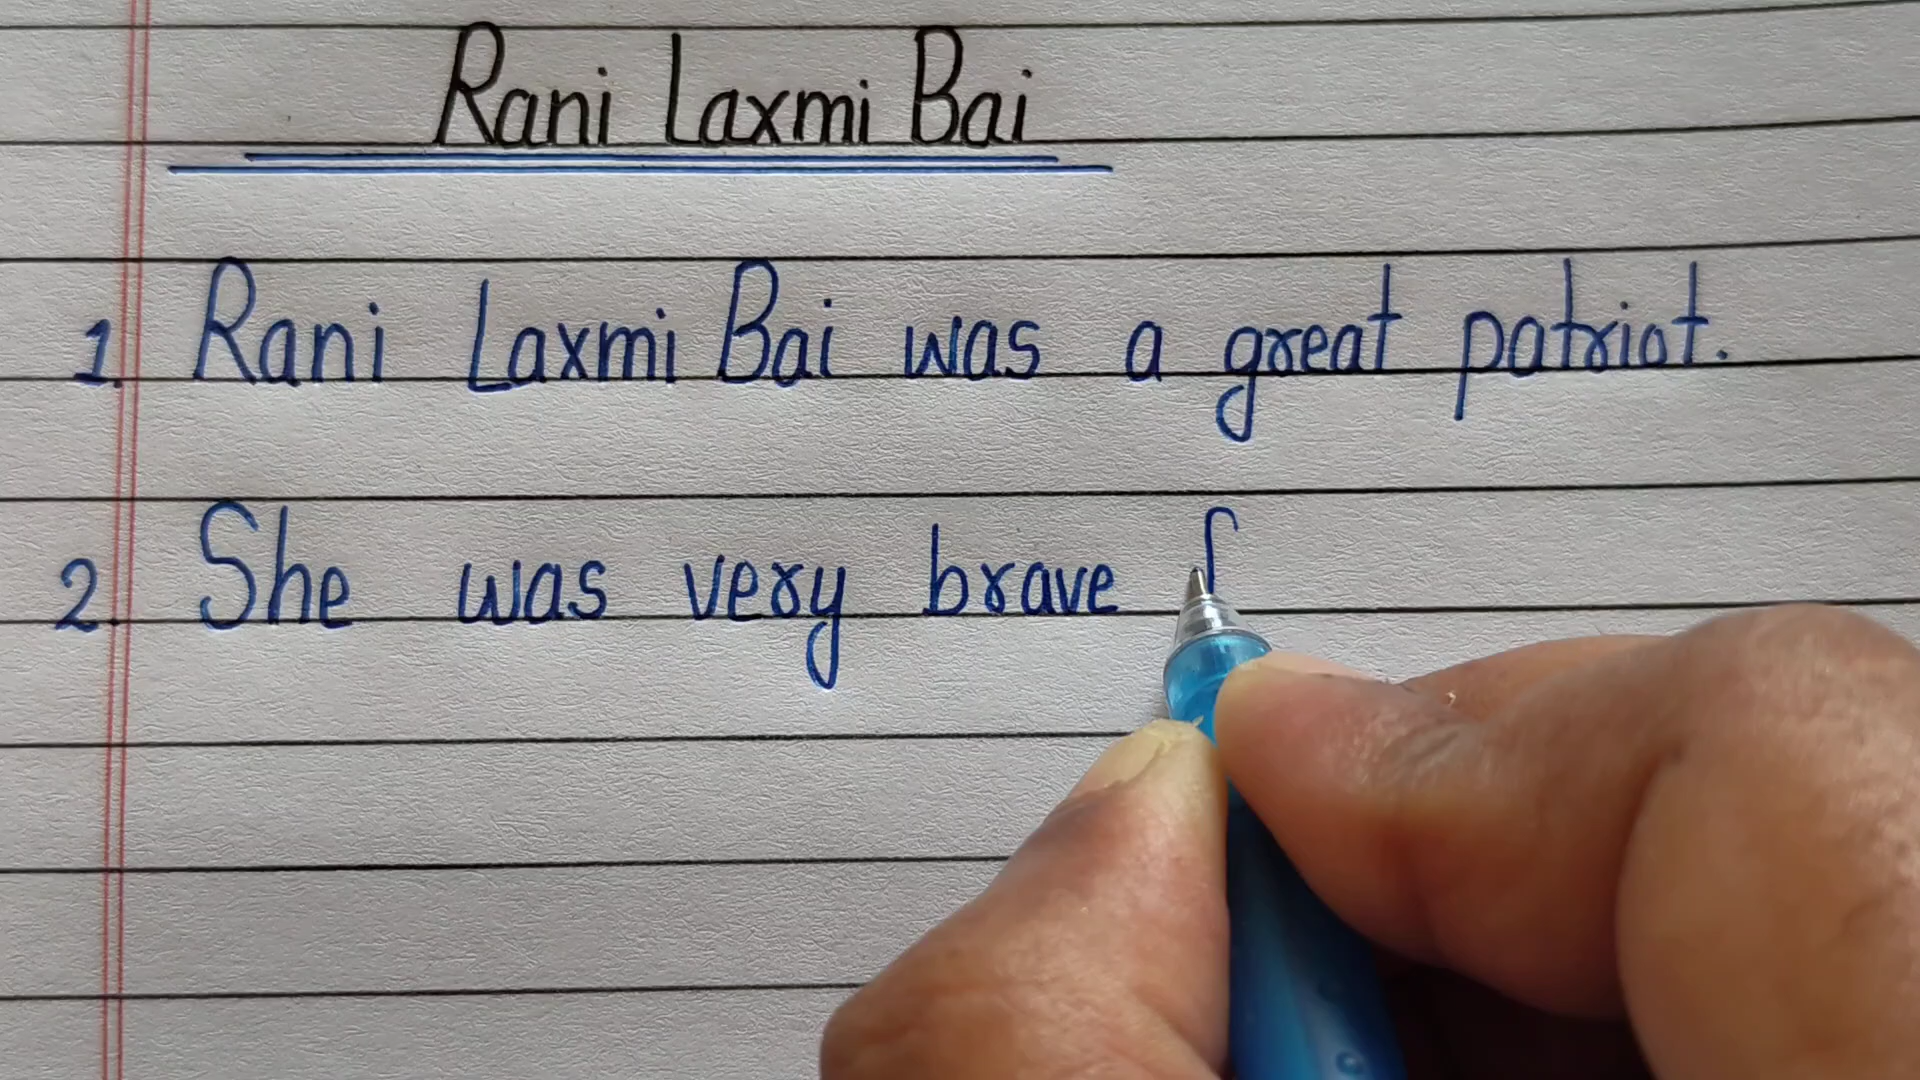 Rani Laxmi Bai
1. Rani Laxmi Bai was a great patriot.
2. She was very brave f